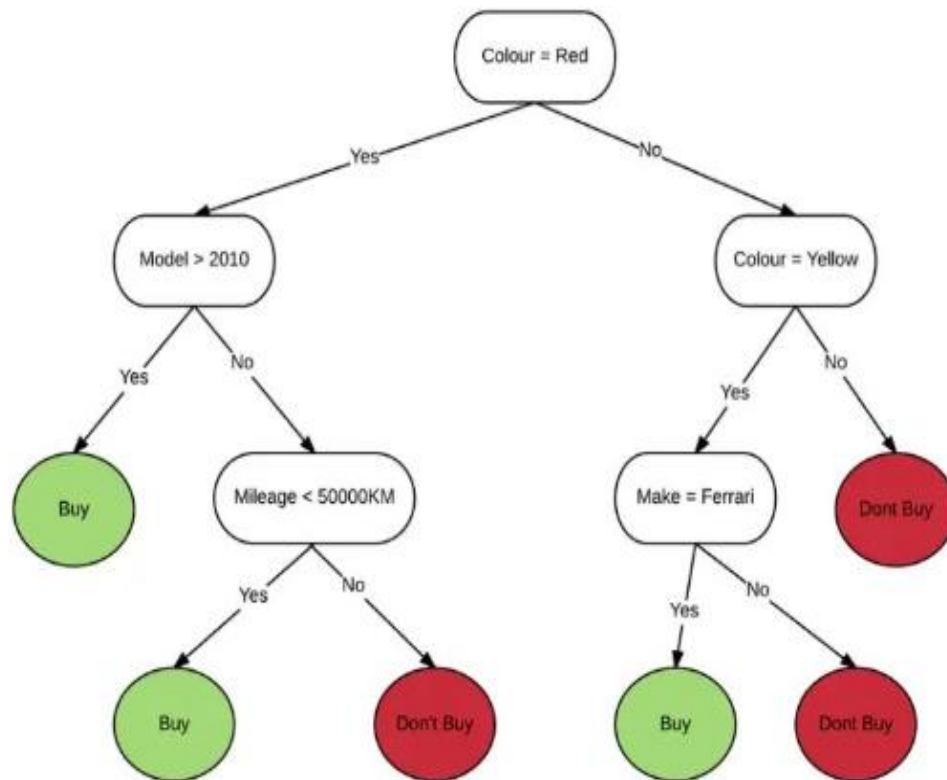 Colour = Red
Yes
No
Model > 2010
Colour = Yellow
Yes
No
Yes
No
Buy
Mileage < 50000KM
Make = Ferrari
Dont Buy
Yes
No
Yes
No
Buy
Don't Buy
Buy
Dont Buy